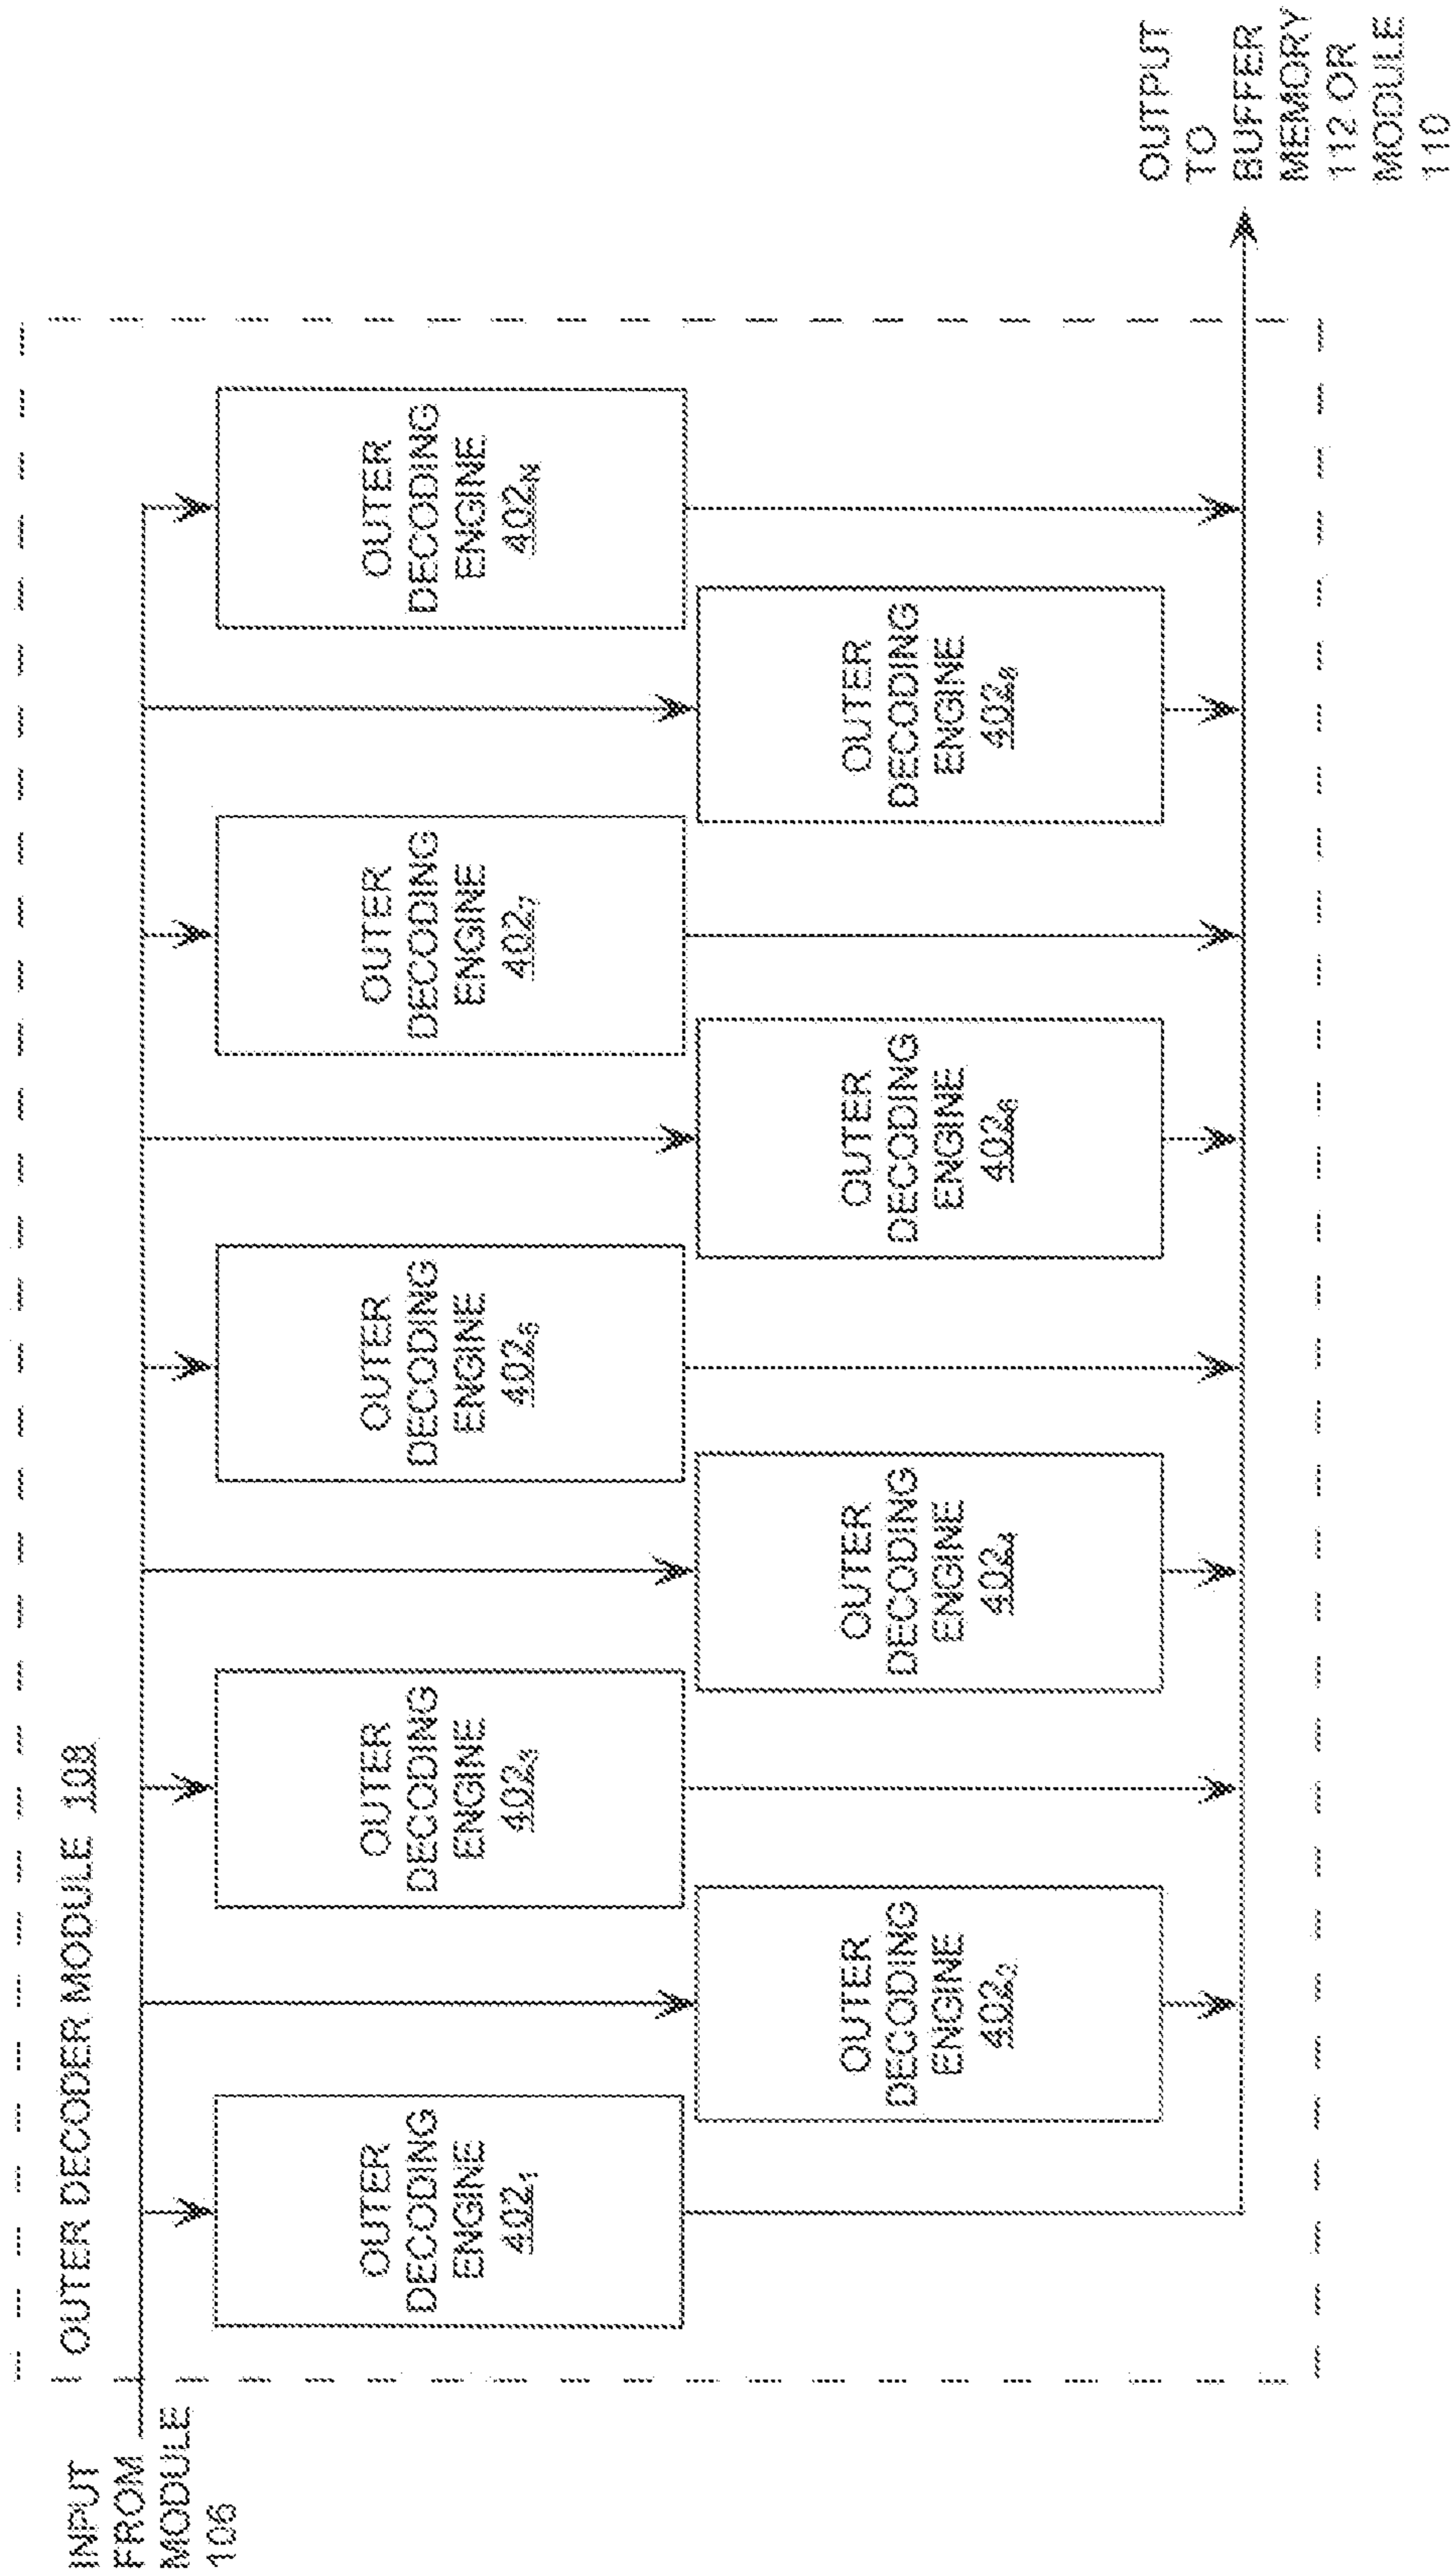 INPUT
FROM
MODULE
106
OUTER DECODER MODULE 108
OUTER
DECODING
ENGINE
402₁
OUTER
DECODING
ENGINE
402₂
OUTER
DECODING
ENGINE
402₃
OUTER
DECODING
ENGINE
402₄
OUTER
DECODING
ENGINE
402₅
OUTER
DECODING
ENGINE
402₆
OUTER
DECODING
ENGINE
402₇
OUTER
DECODING
ENGINE
402₈
OUTER
DECODING
ENGINE
402ₙ
OUTPUT
TO
BUFFER
MEMORY
112 OR
MODULE
110